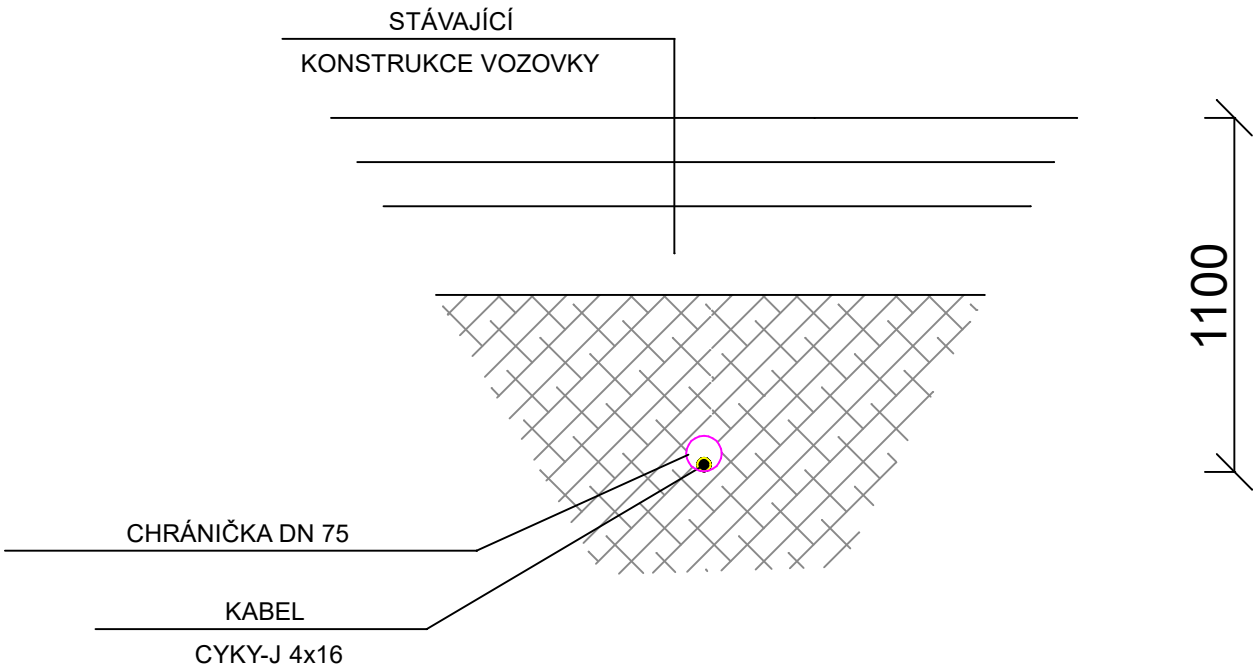 STÁVAJÍCÍ
KONSTRUKCE VOZOVKY
1100
CHRÁNIČKA DN 75
KABEL
CYKY-J 4x16